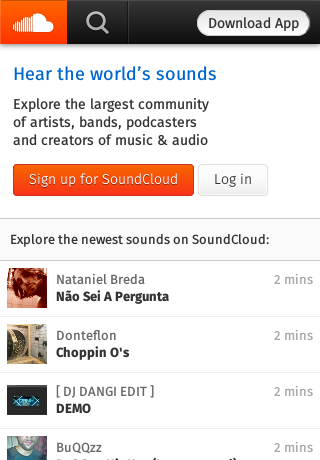 Download App
Hear the world's sounds
Explore the largest community
of artists, bands, podcasters
and creators of music & audio
Sign up for SoundCloud
Log in
Explore the newest sounds on SoundCloud:
Nataniel Breda
2 mins
Não Sei A Pergunta
Donteflon
2 mins
Choppin O's
[ DJ DANGI EDIT ]
2 mins
DEMO
BuQQzz
2 mins